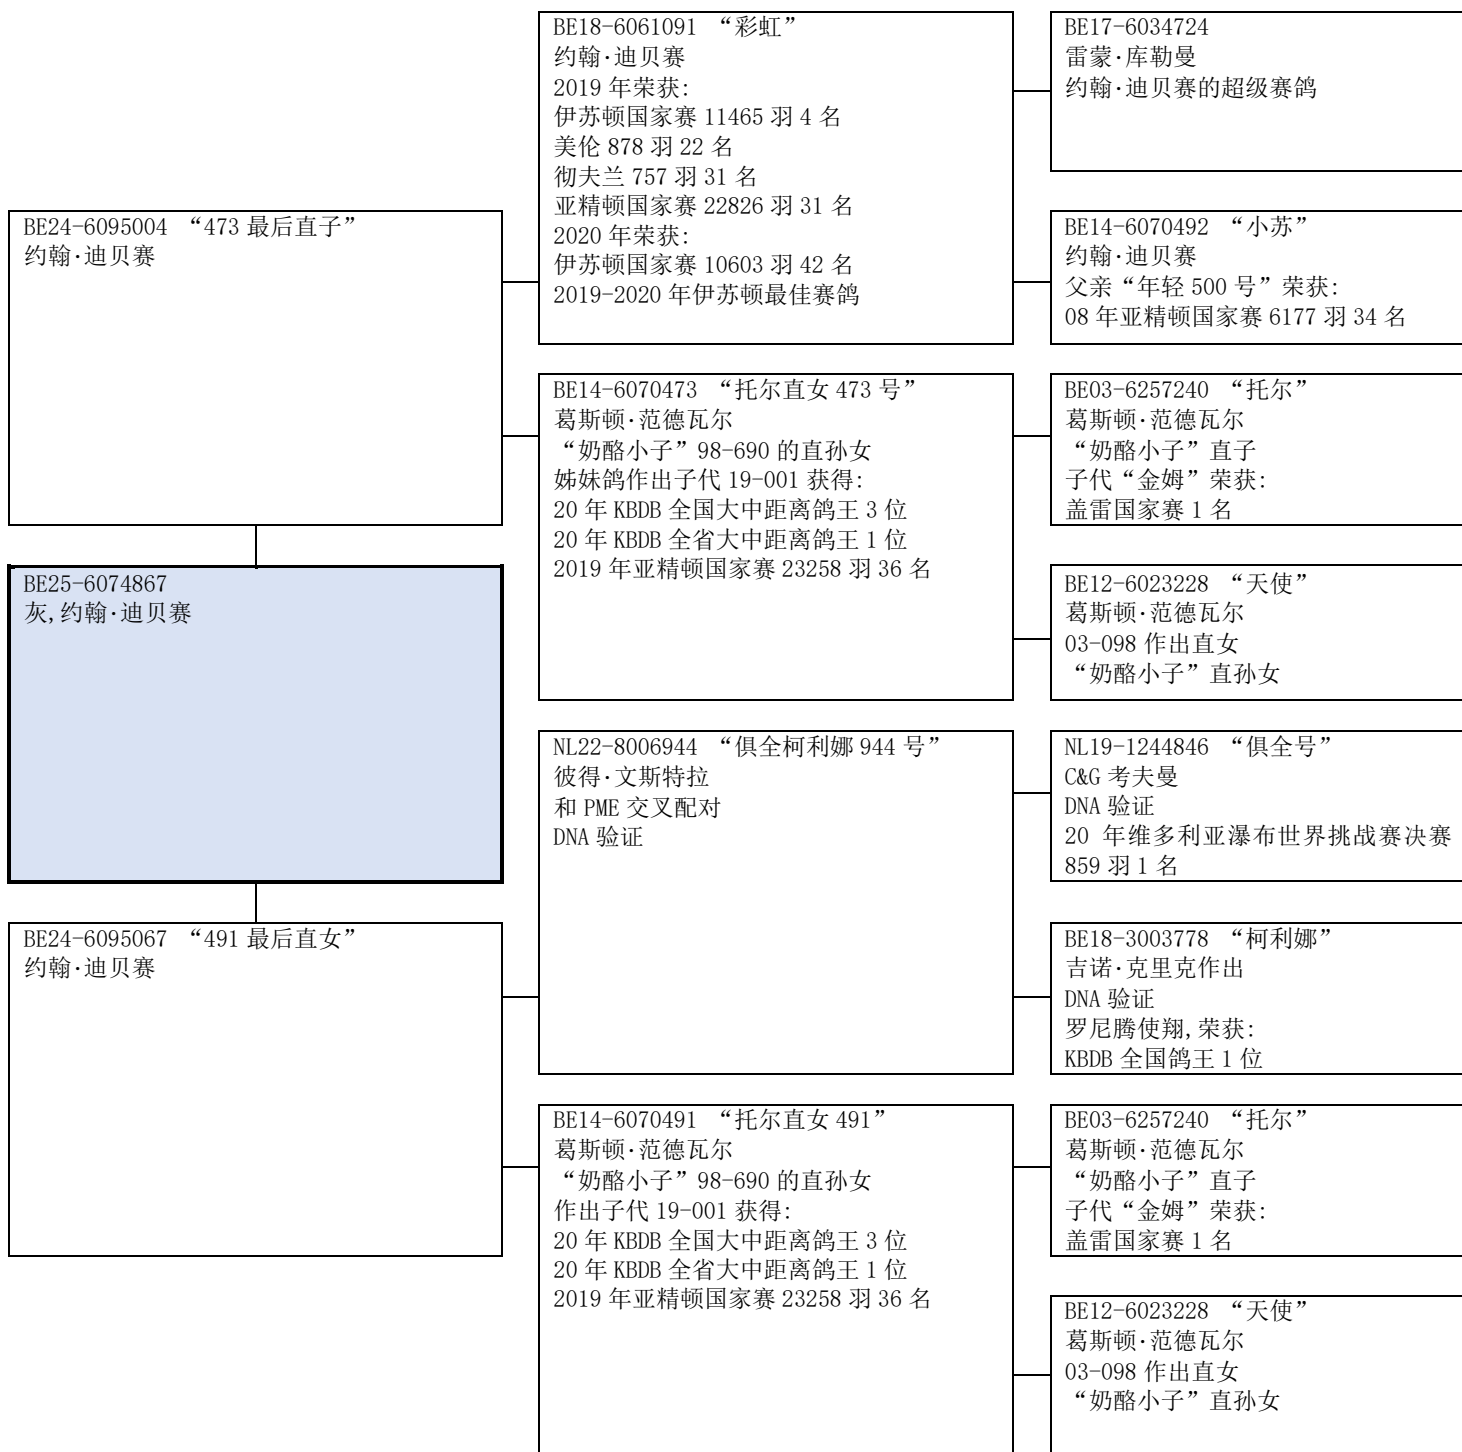 BE18-6061091 “彩虹”
约翰·迪贝赛
2019 年荣获:
伊苏顿国家赛 11465 羽 4 名
美伦 878 羽 22 名
彻夫兰 757 羽 31 名
亚精顿国家赛 22826 羽 31 名
2020 年荣获:
伊苏顿国家赛 10603 羽 42 名
2019-2020 年伊苏顿最佳赛鸽
BE17-6034724
雷蒙·库勒曼
约翰·迪贝赛的超级赛鸽
BE24-6095004 “473 最后直子”
约翰·迪贝赛
BE14-6070492 “小苏”
约翰·迪贝赛
父亲“年轻 500 号”荣获:
08 年亚精顿国家赛 6177 羽 34 名
BE14-6070473 “托尔直女 473 号”
葛斯顿·范德瓦尔
“奶酪小子”98-690 的直孙女
姊妹鸽作出子代 19-001 获得:
20 年 KBDB 全国大中距离鸽王 3 位
20 年 KBDB 全省大中距离鸽王 1 位
2019 年亚精顿国家赛 23258 羽 36 名
BE03-6257240 “托尔”
葛斯顿·范德瓦尔
“奶酪小子”直子
子代“金姆”荣获:
盖雷国家赛 1 名
BE25-6074867
灰,约翰·迪贝赛
BE12-6023228 “天使”
葛斯顿·范德瓦尔
03-098 作出直女
“奶酪小子”直孙女
NL22-8006944 “俱全柯利娜 944 号”
彼得·文斯特拉
和 PME 交叉配对
DNA 验证
NL19-1244846 “俱全号”
C&G 考夫曼
DNA 验证
20 年维多利亚瀑布世界挑战赛决赛
859 羽 1 名
BE24-6095067 “491 最后直女”
约翰·迪贝赛
BE18-3003778 “柯利娜”
吉诺·克里克作出
DNA 验证
罗尼腾使翔,荣获:
KBDB 全国鸽王 1 位
BE14-6070491 “托尔直女 491”
葛斯顿·范德瓦尔
“奶酪小子”98-690 的直孙女
作出子代 19-001 获得:
20 年 KBDB 全国大中距离鸽王 3 位
20 年 KBDB 全省大中距离鸽王 1 位
2019 年亚精顿国家赛 23258 羽 36 名
BE03-6257240 “托尔”
葛斯顿·范德瓦尔
“奶酪小子”直子
子代“金姆”荣获:
盖雷国家赛 1 名
BE12-6023228 “天使”
葛斯顿·范德瓦尔
03-098 作出直女
“奶酪小子”直孙女